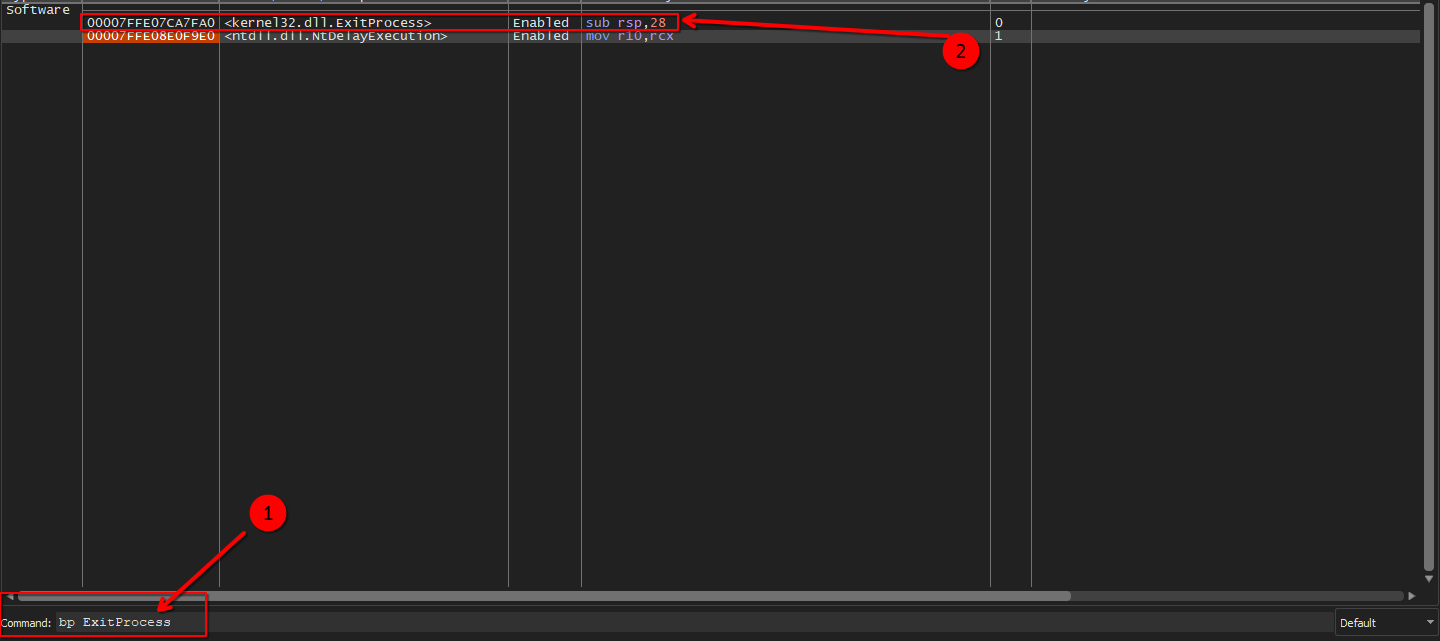 Software
00007FFE07CA7FA0 <kernel32.dll.ExitProcess> Enabled sub rsp,28 0
00007FFE08E0F9E0 <ntdll.dll.NtDelayExecution> Enabled mov r10,rcx 1
2
1
Command: bp ExitProcess Default